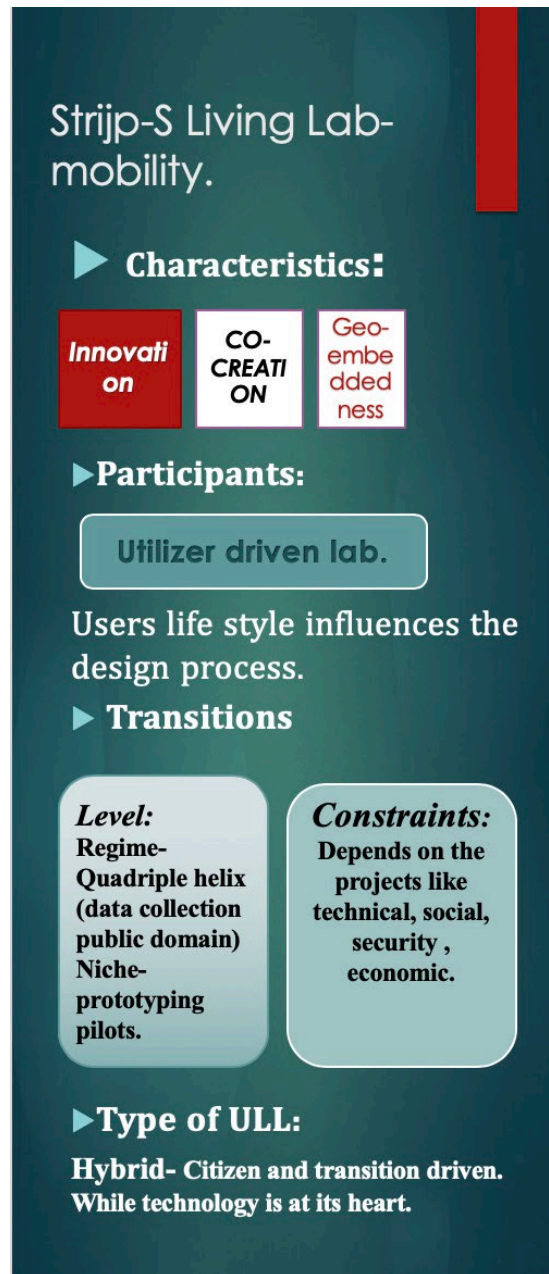 Strijp-S Living Lab-
mobility.
Characteristics:
Innovati
on
CO-
CREATI
ON
Geo-
embe
dded
ness
Participants:
Utilizer driven lab.
Users life style influences the
design process.
Transitions
Level:
Regime-
Quadriple helix
(data collection
public domain)
Niche-
prototyping
pilots.
Constraints:
Depends on the
projects like
technical, social,
security ,
economic.
Type of ULL:
Hybrid- Citizen and transition driven.
While technology is at its heart.